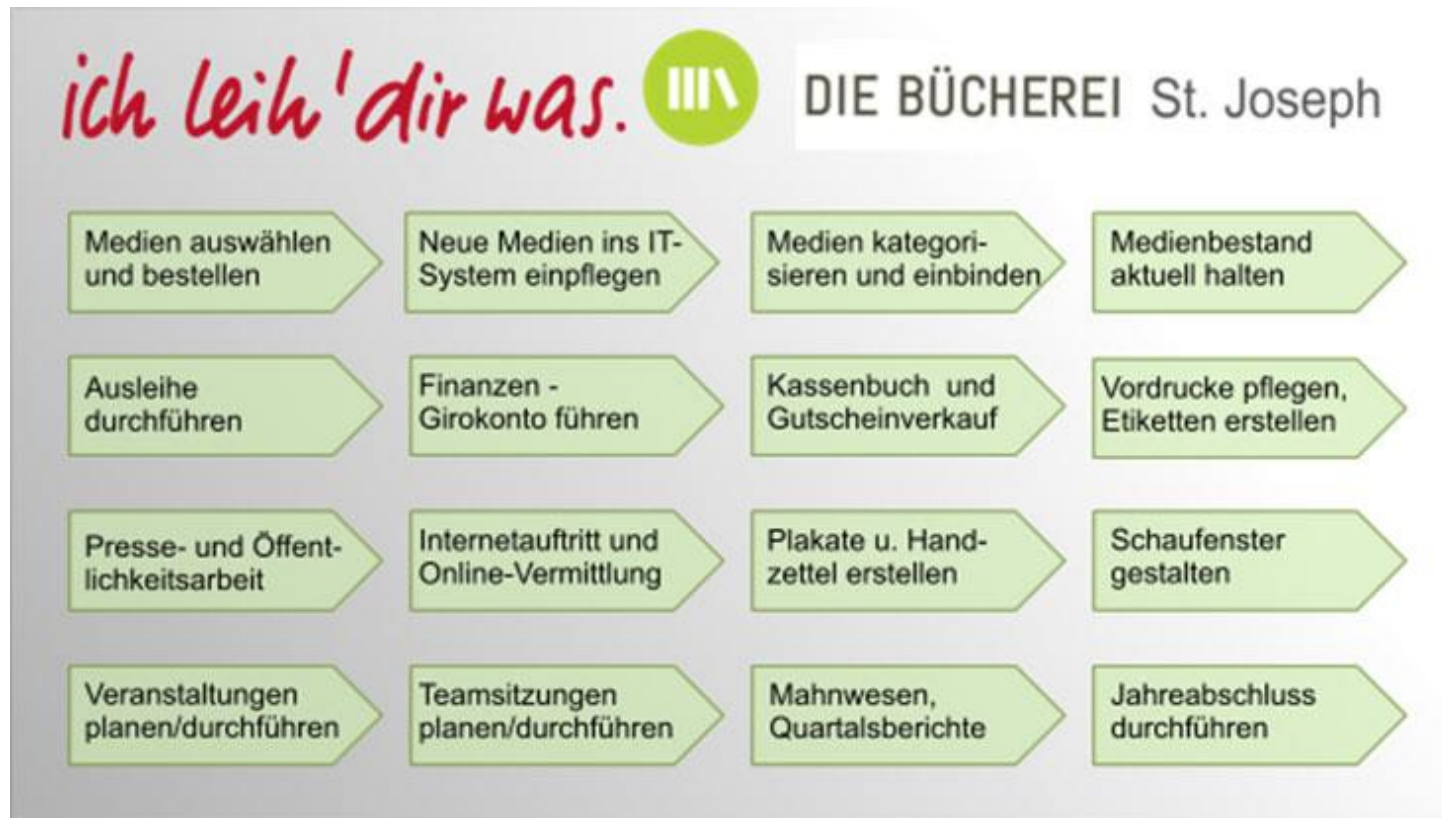 ich leih' dir was.
DIE BÜCHEREI St. Joseph
Medien auswählen
und bestellen
Neue Medien ins IT-
System einpflegen
Medien kategori-
sieren und einbinden
Medienbestand
aktuell halten
Ausleihe
durchführen
Finanzen -
Girokonto führen
Kassenbuch und
Gutscheinverkauf
Vordrucke pflegen,
Etiketten erstellen
Presse- und Öffent-
lichkeitsarbeit
Internetauftritt und
Online-Vermittlung
Plakate u. Hand-
zettel erstellen
Schaufenster
gestalten
Veranstaltungen
planen/durchführen
Teamsitzungen
planen/durchführen
Mahnwesen,
Quartalsberichte
Jahreabschluss
durchführen